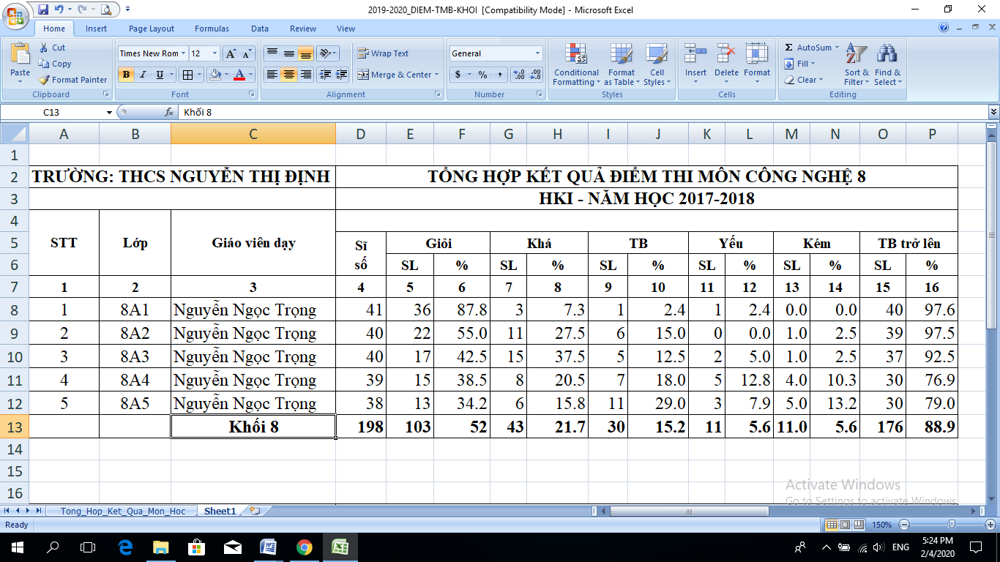 2019-2020_DIEM-TMB-KHOI [Compatibility Mode] - Microsoft Excel
Home Insert Page Layout Formulas Data Review View
Paste Cut Copy Format Painter Clipboard
Times New Rom 12 B I U A A A Font
Wrap Text Merge & Center Alignment
General $ % , Number
Conditional Formatting Format as Table Cell Styles Styles
Insert Delete Format Cells
Σ AutoSum Fill Clear Sort & Filter Find & Select Editing
C13 fx Khối 8
A B C D E F G H I J K L M N O P
1
2 TRƯỜNG: THCS NGUYỄN THỊ ĐỊNH TỔNG HỢP KẾT QUẢ ĐIỂM THI MÔN CÔNG NGHỆ 8
3 HKI - NĂM HỌC 2017-2018
4
5 STT Lớp Giáo viên dạy Sĩ số Giỏi Khá TB Yếu Kém TB trở lên
6 SL % SL % SL % SL % SL % SL %
7 1 2 3 4 5 6 7 8 9 10 11 12 13 14 15 16
8 1 8A1 Nguyễn Ngọc Trọng 41 36 87.8 3 7.3 1 2.4 1 2.4 0.0 0.0 40 97.6
9 2 8A2 Nguyễn Ngọc Trọng 40 22 55.0 11 27.5 6 15.0 0 0.0 1.0 2.5 39 97.5
10 3 8A3 Nguyễn Ngọc Trọng 40 17 42.5 15 37.5 5 12.5 2 5.0 1.0 2.5 37 92.5
11 4 8A4 Nguyễn Ngọc Trọng 39 15 38.5 8 20.5 7 18.0 5 12.8 4.0 10.3 30 76.9
12 5 8A5 Nguyễn Ngọc Trọng 38 13 34.2 6 15.8 11 29.0 3 7.9 5.0 13.2 30 79.0
13 Khối 8 198 103 52 43 21.7 30 15.2 11 5.6 11.0 5.6 176 88.9
14
15
16
Activate Windows
Go to Settings to activate Windows.
Tong_Hop_Ket_Qua_Mon_Hoc Sheet1
Ready 150%
ENG 5:24 PM
2/4/2020